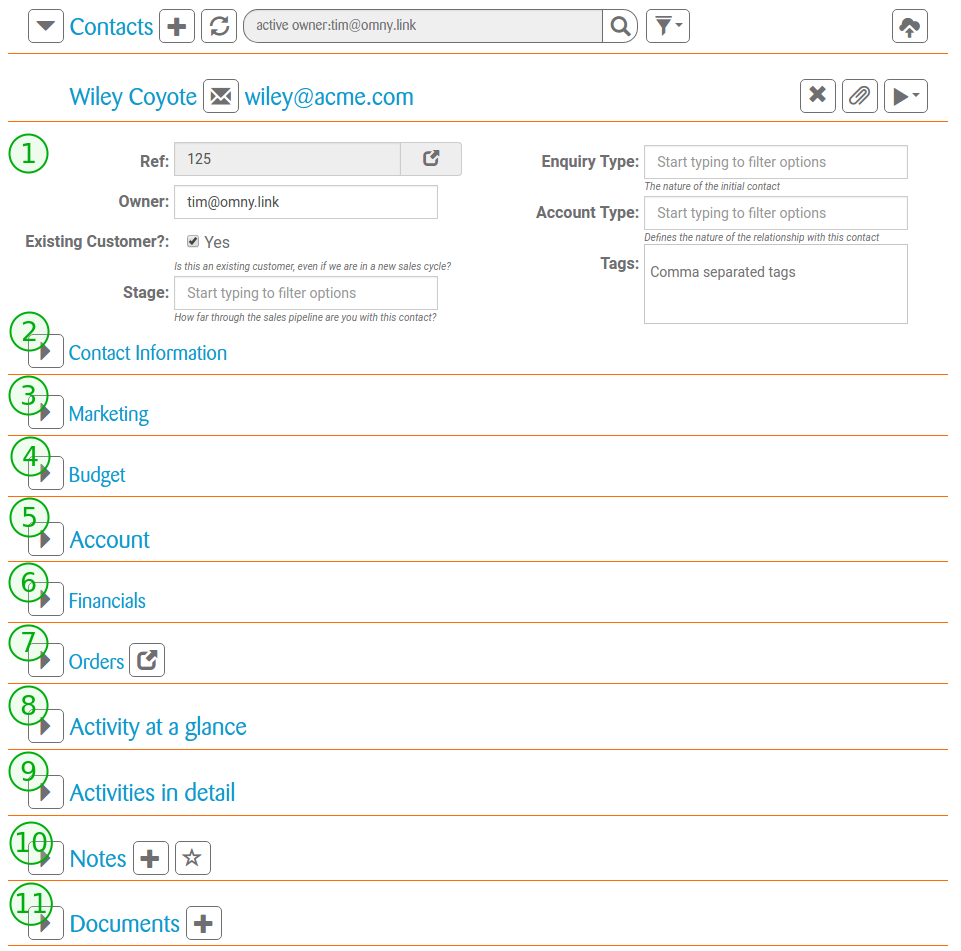 Contacts active owner:tim@omny.link
Wiley Coyote wiley@acme.com
1
Ref: 125
Owner: tim@omny.link
Existing Customer?: Yes
Is this an existing customer, even if we are in a new sales cycle?
Stage: Start typing to filter options
How far through the sales pipeline are you with this contact?
Enquiry Type: Start typing to filter options
The nature of the initial contact
Account Type: Start typing to filter options
Defines the nature of the relationship with this contact
Tags: Comma separated tags
2 Contact Information
3 Marketing
4 Budget
5 Account
6 Financials
7 Orders
8 Activity at a glance
9 Activities in detail
10 Notes
11 Documents